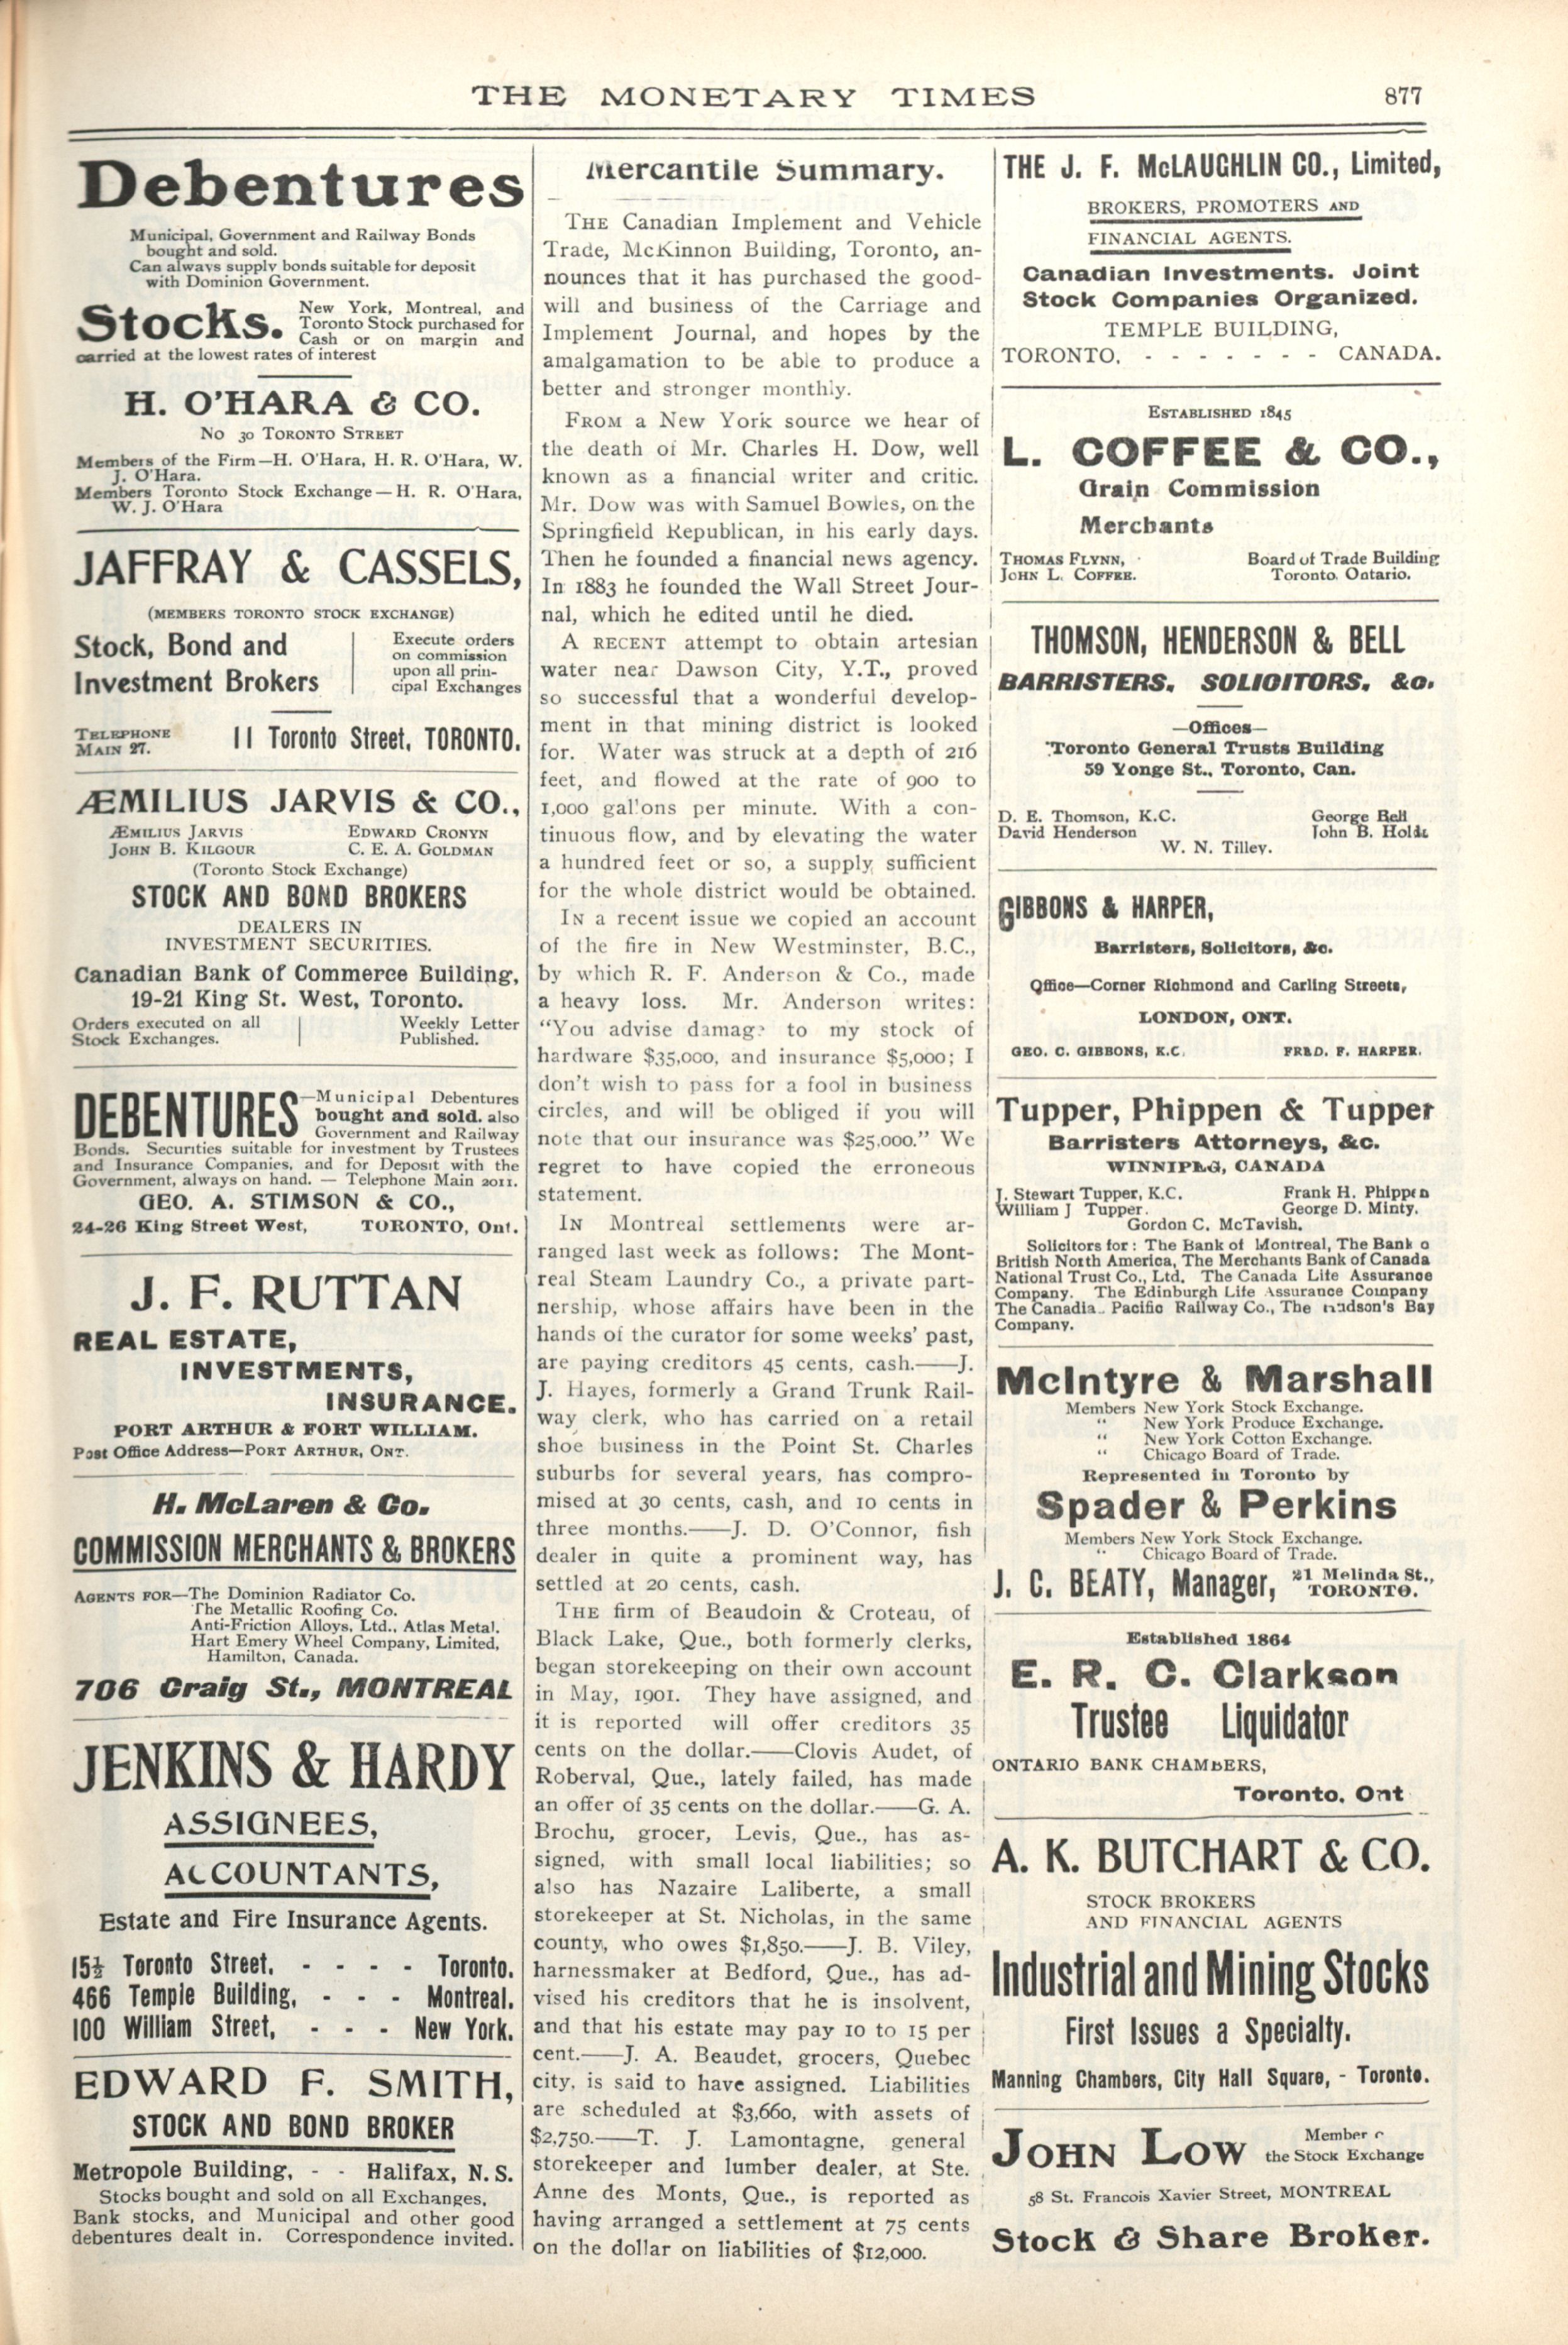 THE MONETARY TIMES
877
Debentures
Municipal, Government and Railway Bonds
bought and sold.
Can always supply bonds suitable for deposit
with Dominion Government.
Stocks.
New York, Montreal, and
Toronto Stock purchased for
Cash or on margin and
carried at the lowest rates of interest
H. O'HARA & CO.
No 30 TORONTO STREET
Members of the Firm—H. O'Hara, H. R. O'Hara, W.
J. O'Hara.
Members Toronto Stock Exchange—H. R. O'Hara,
W. J. O'Hara
JAFFRAY & CASSELS,
(MEMBERS TORONTO STOCK EXCHANGE)
Stock, Bond and
Investment Brokers
Execute orders
on commission
upon all prin-
cipal Exchanges
TELEPHONE
MAIN 27.
11 Toronto Street, TORONTO.
ÆMILIUS JARVIS & CO.,
ÆMILIUS JARVIS EDWARD CRONYN
JOHN B. KILGOUR C. E. A. GOLDMAN
(Toronto Stock Exchange)
STOCK AND BOND BROKERS
DEALERS IN
INVESTMENT SECURITIES.
Canadian Bank of Commerce Building,
19-21 King St. West, Toronto.
Orders executed on all
Stock Exchanges.
Weekly Letter
Published.
DEBENTURES
—Municipal Debentures
bought and sold. also
Government and Railway
Bonds. Securities suitable for investment by Trustees
and Insurance Companies, and for Deposit with the
Government, always on hand. — Telephone Main 2011.
GEO. A. STIMSON & CO.,
24-26 King Street West, TORONTO, Ont.
J. F. RUTTAN
REAL ESTATE,
INVESTMENTS,
INSURANCE.
PORT ARTHUR & FORT WILLIAM.
Post Office Address—PORT ARTHUR, ONT.
H. McLaren & Co.
COMMISSION MERCHANTS & BROKERS
AGENTS FOR—The Dominion Radiator Co.
The Metallic Roofing Co.
Anti-Friction Alloys, Ltd., Atlas Metal.
Hart Emery Wheel Company, Limited,
Hamilton, Canada.
706 Craig St., MONTREAL
JENKINS & HARDY
ASSIGNEES,
ACCOUNTANTS,
Estate and Fire Insurance Agents.
15½ Toronto Street, - - - - Toronto.
466 Temple Building, - - - Montreal.
100 William Street, - - - New York.
EDWARD F. SMITH,
STOCK AND BOND BROKER
Metropole Building, - - Halifax, N. S.
Stocks bought and sold on all Exchanges,
Bank stocks, and Municipal and other good
debentures dealt in. Correspondence invited.
Mercantile Summary.
THE Canadian Implement and Vehicle
Trade, McKinnon Building, Toronto, an-
nounces that it has purchased the good-
will and business of the Carriage and
Implement Journal, and hopes by the
amalgamation to be able to produce a
better and stronger monthly.
FROM a New York source we hear of
the death of Mr. Charles H. Dow, well
known as a financial writer and critic.
Mr. Dow was with Samuel Bowles, on the
Springfield Republican, in his early days.
Then he founded a financial news agency.
In 1883 he founded the Wall Street Jour-
nal, which he edited until he died.
A RECENT attempt to obtain artesian
water near Dawson City, Y.T., proved
so successful that a wonderful develop-
ment in that mining district is looked
for. Water was struck at a depth of 216
feet, and flowed at the rate of 900 to
1,000 gal'ons per minute. With a con-
tinuous flow, and by elevating the water
a hundred feet or so, a supply sufficient
for the whole district would be obtained.
IN a recent issue we copied an account
of the fire in New Westminster, B.C.,
by which R. F. Anderson & Co., made
a heavy loss. Mr. Anderson writes:
"You advise damage to my stock of
hardware $35,000, and insurance $5,000; I
don't wish to pass for a fool in business
circles, and will be obliged if you will
note that our insurance was $25,000." We
regret to have copied the erroneous
statement.
IN Montreal settlements were ar-
ranged last week as follows: The Mont-
real Steam Laundry Co., a private part-
nership, whose affairs have been in the
hands of the curator for some weeks' past,
are paying creditors 45 cents, cash.——J.
J. Hayes, formerly a Grand Trunk Rail-
way clerk, who has carried on a retail
shoe business in the Point St. Charles
suburbs for several years, has compro-
mised at 30 cents, cash, and 10 cents in
three months.——J. D. O'Connor, fish
dealer in quite a prominent way, has
settled at 20 cents, cash.
THE firm of Beaudoin & Croteau, of
Black Lake, Que., both formerly clerks,
began storekeeping on their own account
in May, 1901. They have assigned, and
it is reported will offer creditors 35
cents on the dollar.——Clovis Audet, of
Roberval, Que., lately failed, has made
an offer of 35 cents on the dollar.——G. A.
Brochu, grocer, Levis, Que., has as-
signed, with small local liabilities; so
also has Nazaire Laliberte, a small
storekeeper at St. Nicholas, in the same
county, who owes $1,850.——J. B. Viley,
harnessmaker at Bedford, Que., has ad-
vised his creditors that he is insolvent,
and that his estate may pay 10 to 15 per
cent.——J. A. Beaudet, grocers, Quebec
city, is said to have assigned. Liabilities
are scheduled at $3,660, with assets of
$2,750.——T. J. Lamontagne, general
storekeeper and lumber dealer, at Ste.
Anne des Monts, Que., is reported as
having arranged a settlement at 75 cents
on the dollar on liabilities of $12,000.
THE J. F. McLAUGHLIN CO., Limited,
BROKERS, PROMOTERS AND
FINANCIAL AGENTS.
Canadian Investments. Joint
Stock Companies Organized.
TEMPLE BUILDING,
TORONTO, - - - - - - - CANADA.
ESTABLISHED 1845
L. COFFEE & CO.,
Grain Commission
Merchants
THOMAS FLYNN,
JOHN L. COFFEE.
Board of Trade Building
Toronto. Ontario.
THOMSON, HENDERSON & BELL
BARRISTERS, SOLICITORS, &c.
—Offices—
Toronto General Trusts Building
59 Yonge St., Toronto, Can.
D. E. Thomson, K.C. George Bell
David Henderson John B. Holde
W. N. Tilley.
GIBBONS & HARPER,
Barristers, Solicitors, &c.
Office—Corner Richmond and Carling Streets,
LONDON, ONT.
GEO. C. GIBBONS, K.C. FRED. F. HARPER.
Tupper, Phippen & Tupper
Barristers Attorneys, &c.
WINNIPEG, CANADA
J. Stewart Tupper, K.C. Frank H. Phippen
William J Tupper. George D. Minty.
Gordon C. McTavish.
Solicitors for: The Bank of Montreal, The Bank o
British North America, The Merchants Bank of Canada
National Trust Co., Ltd. The Canada Life Assurance
Company. The Edinburgh Life Assurance Company
The Canadia.. Pacific Railway Co., The Hudson's Bay
Company.
McIntyre & Marshall
Members New York Stock Exchange.
" New York Produce Exchange.
" New York Cotton Exchange.
" Chicago Board of Trade.
Represented in Toronto by
Spader & Perkins
Members New York Stock Exchange.
" Chicago Board of Trade.
J. C. BEATY, Manager, 21 Melinda St.,
TORONTO.
Established 1864
E. R. C. Clarkson
Trustee Liquidator
ONTARIO BANK CHAMBERS,
Toronto, Ont
A. K. BUTCHART & CO.
STOCK BROKERS
AND FINANCIAL AGENTS
Industrial and Mining Stocks
First Issues a Specialty.
Manning Chambers, City Hall Square, - Toronto.
JOHN LOW
Member o
the Stock Exchange
58 St. Francois Xavier Street, MONTREAL
Stock & Share Broker.